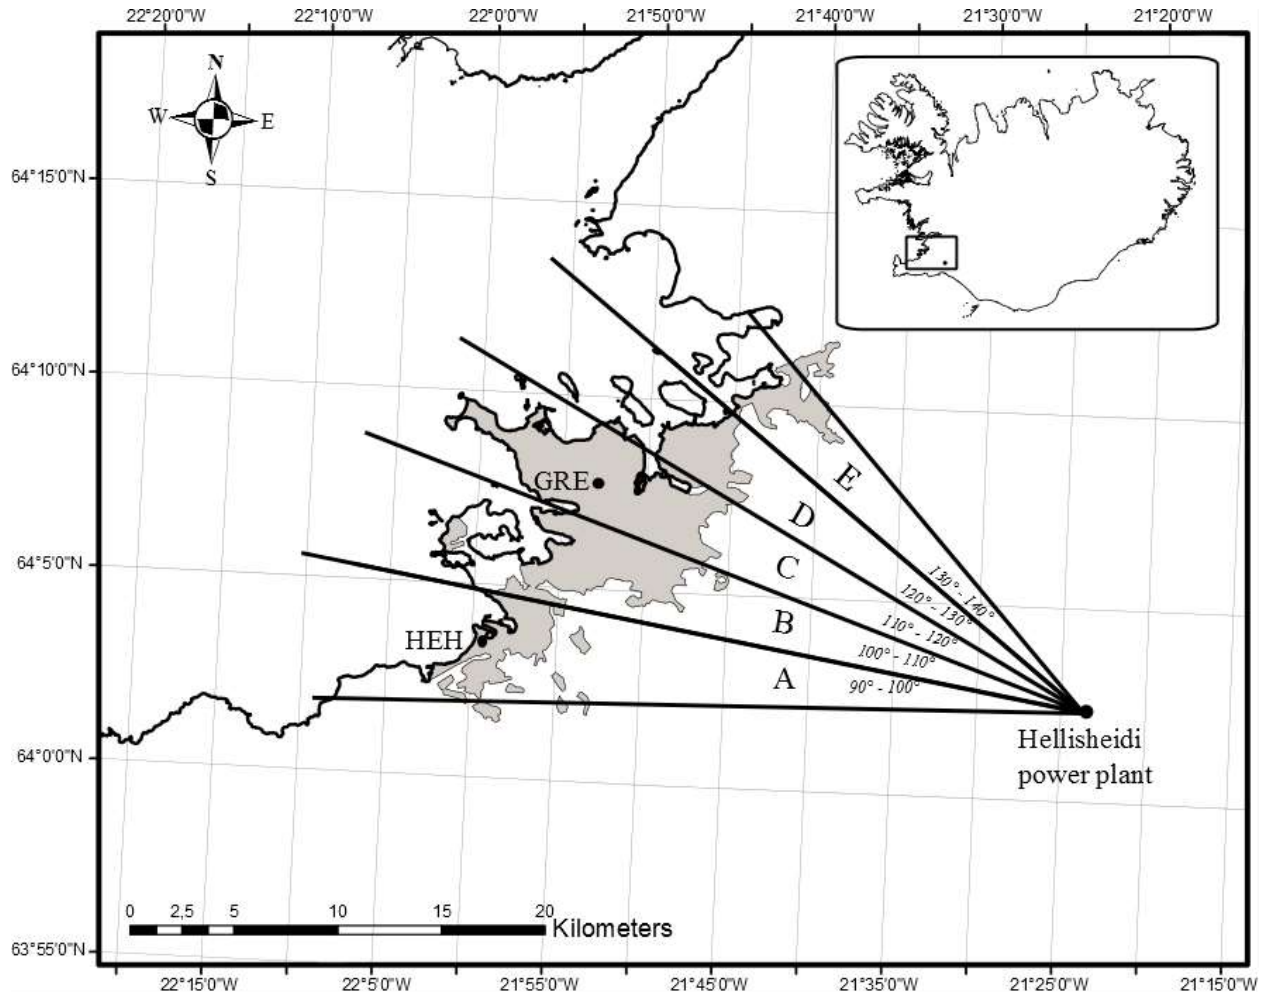 22°20'0"W 22°10'0"W 22°0'0"W 21°50'0"W 21°40'0"W 21°30'0"W 21°20'0"W
N
W E
S
64°15'0"N
64°10'0"N
64°5'0"N
64°0'0"N
63°55'0"N
GRE
HEH
E
D
C
B
A
130° - 140°
120° - 130°
110° - 120°
100° - 110°
90° - 100°
Hellisheidi
power plant
0 2,5 5 10 15 20
Kilometers
22°15'0"W 22°5'0"W 21°55'0"W 21°45'0"W 21°35'0"W 21°25'0"W 21°15'0"W